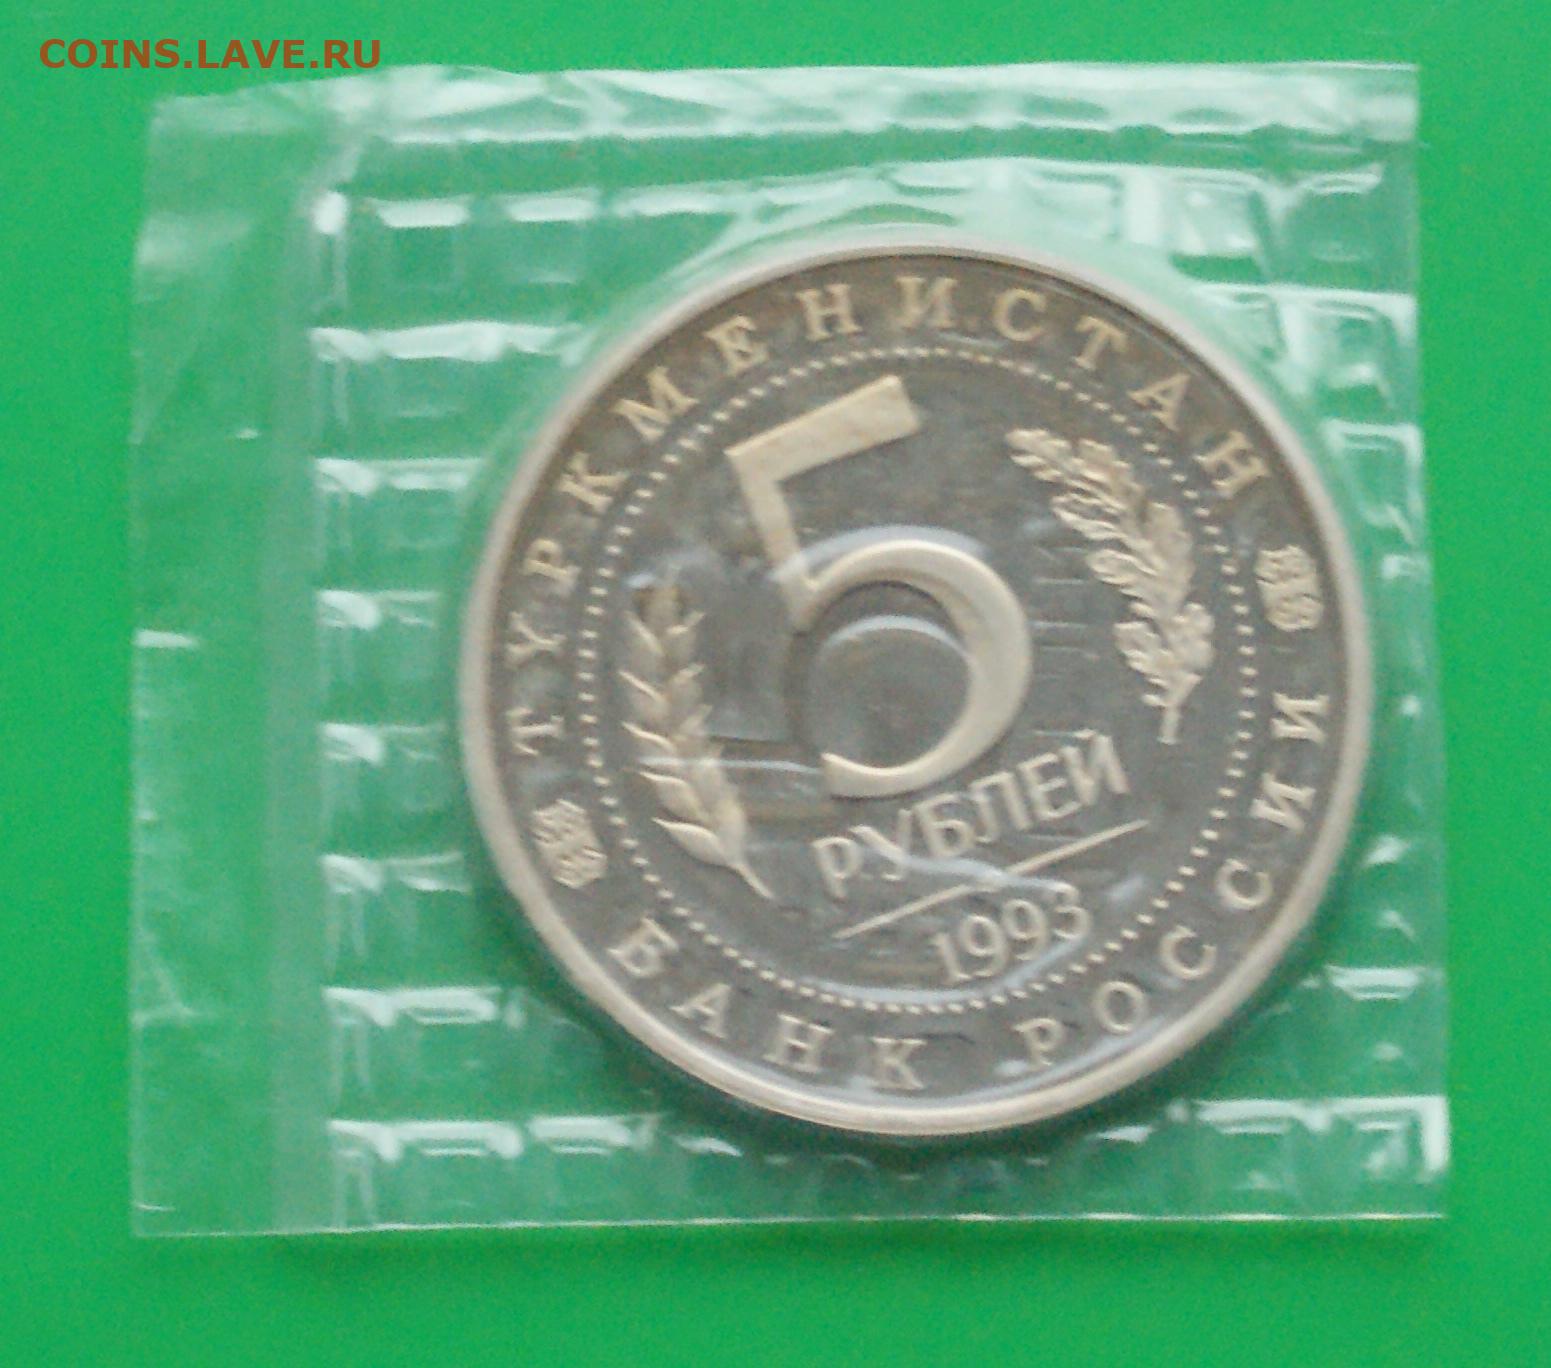 COINS.LAVE.RU
ТУРКМЕНИСТАН
5
РУБЛЕЙ
1993
БАНК РОССИИ